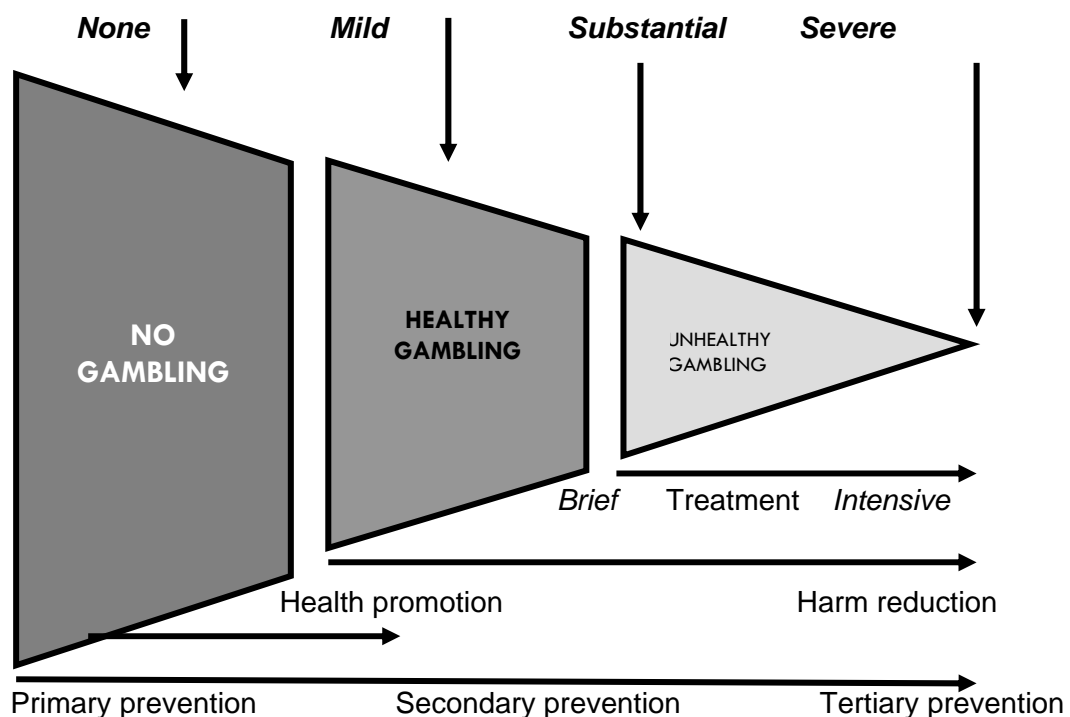 None Mild Substantial Severe
NO
GAMBLING
HEALTHY
GAMBLING
UNHEALTHY
GAMBLING
Brief Treatment Intensive
Health promotion Harm reduction
Primary prevention Secondary prevention Tertiary prevention